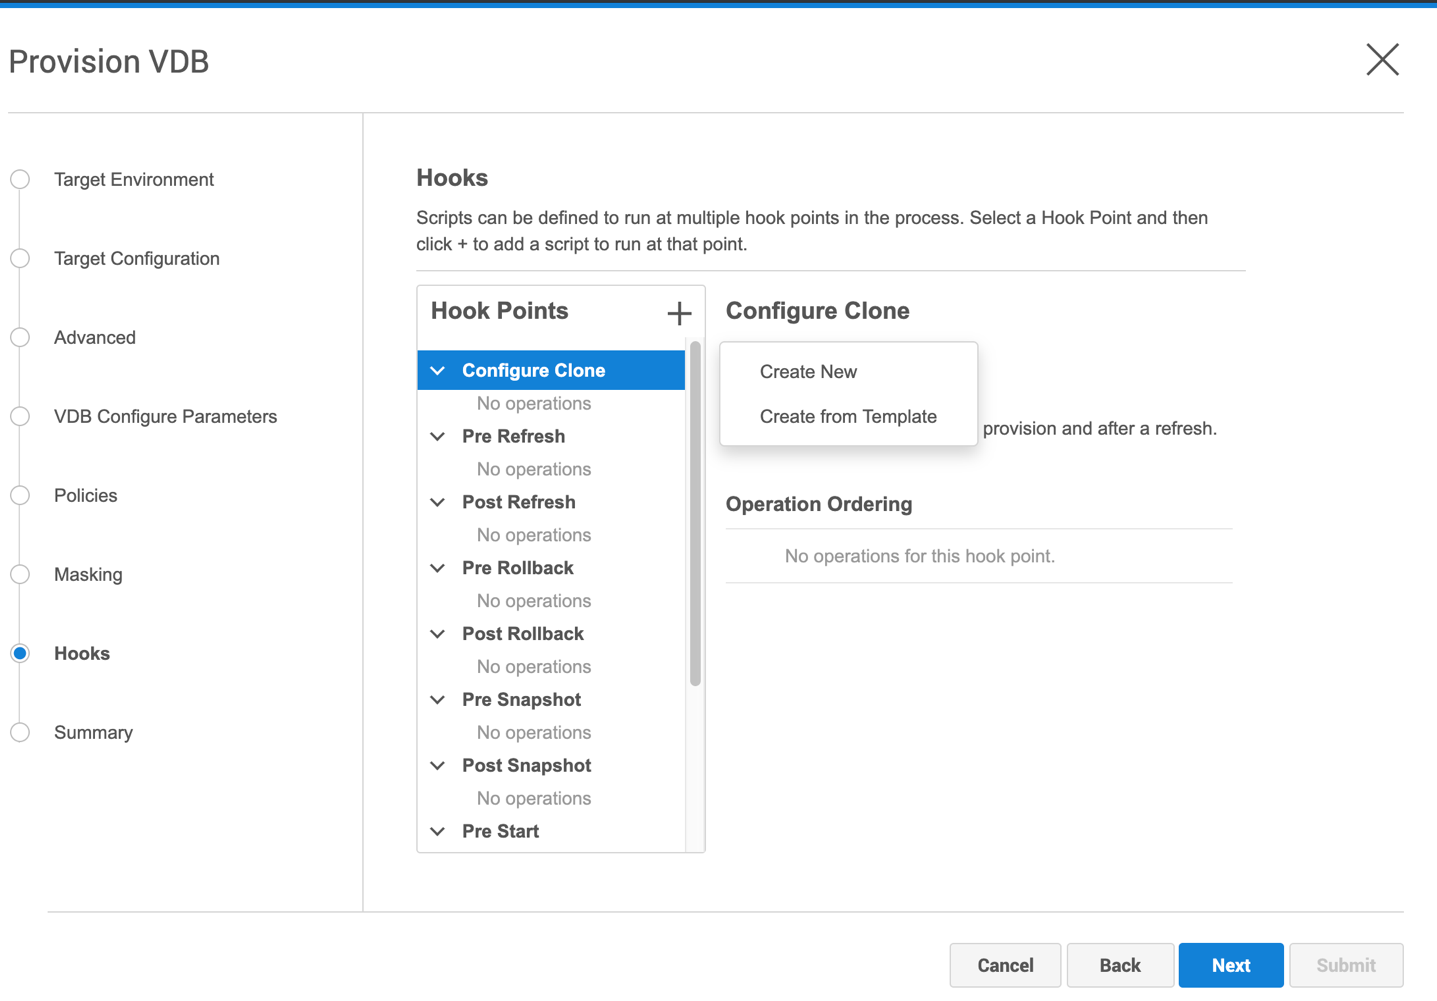 Provision VDB
Target Environment
Target Configuration
Advanced
VDB Configure Parameters
Policies
Masking
Hooks
Summary
Hooks
Scripts can be defined to run at multiple hook points in the process. Select a Hook Point and then
click + to add a script to run at that point.
Hook Points
Configure Clone
No operations
Pre Refresh
No operations
Post Refresh
No operations
Pre Rollback
No operations
Post Rollback
No operations
Pre Snapshot
No operations
Post Snapshot
No operations
Pre Start
Configure Clone
Create New
Create from Template
provision and after a refresh.
Operation Ordering
No operations for this hook point.
Cancel
Back
Next
Submit